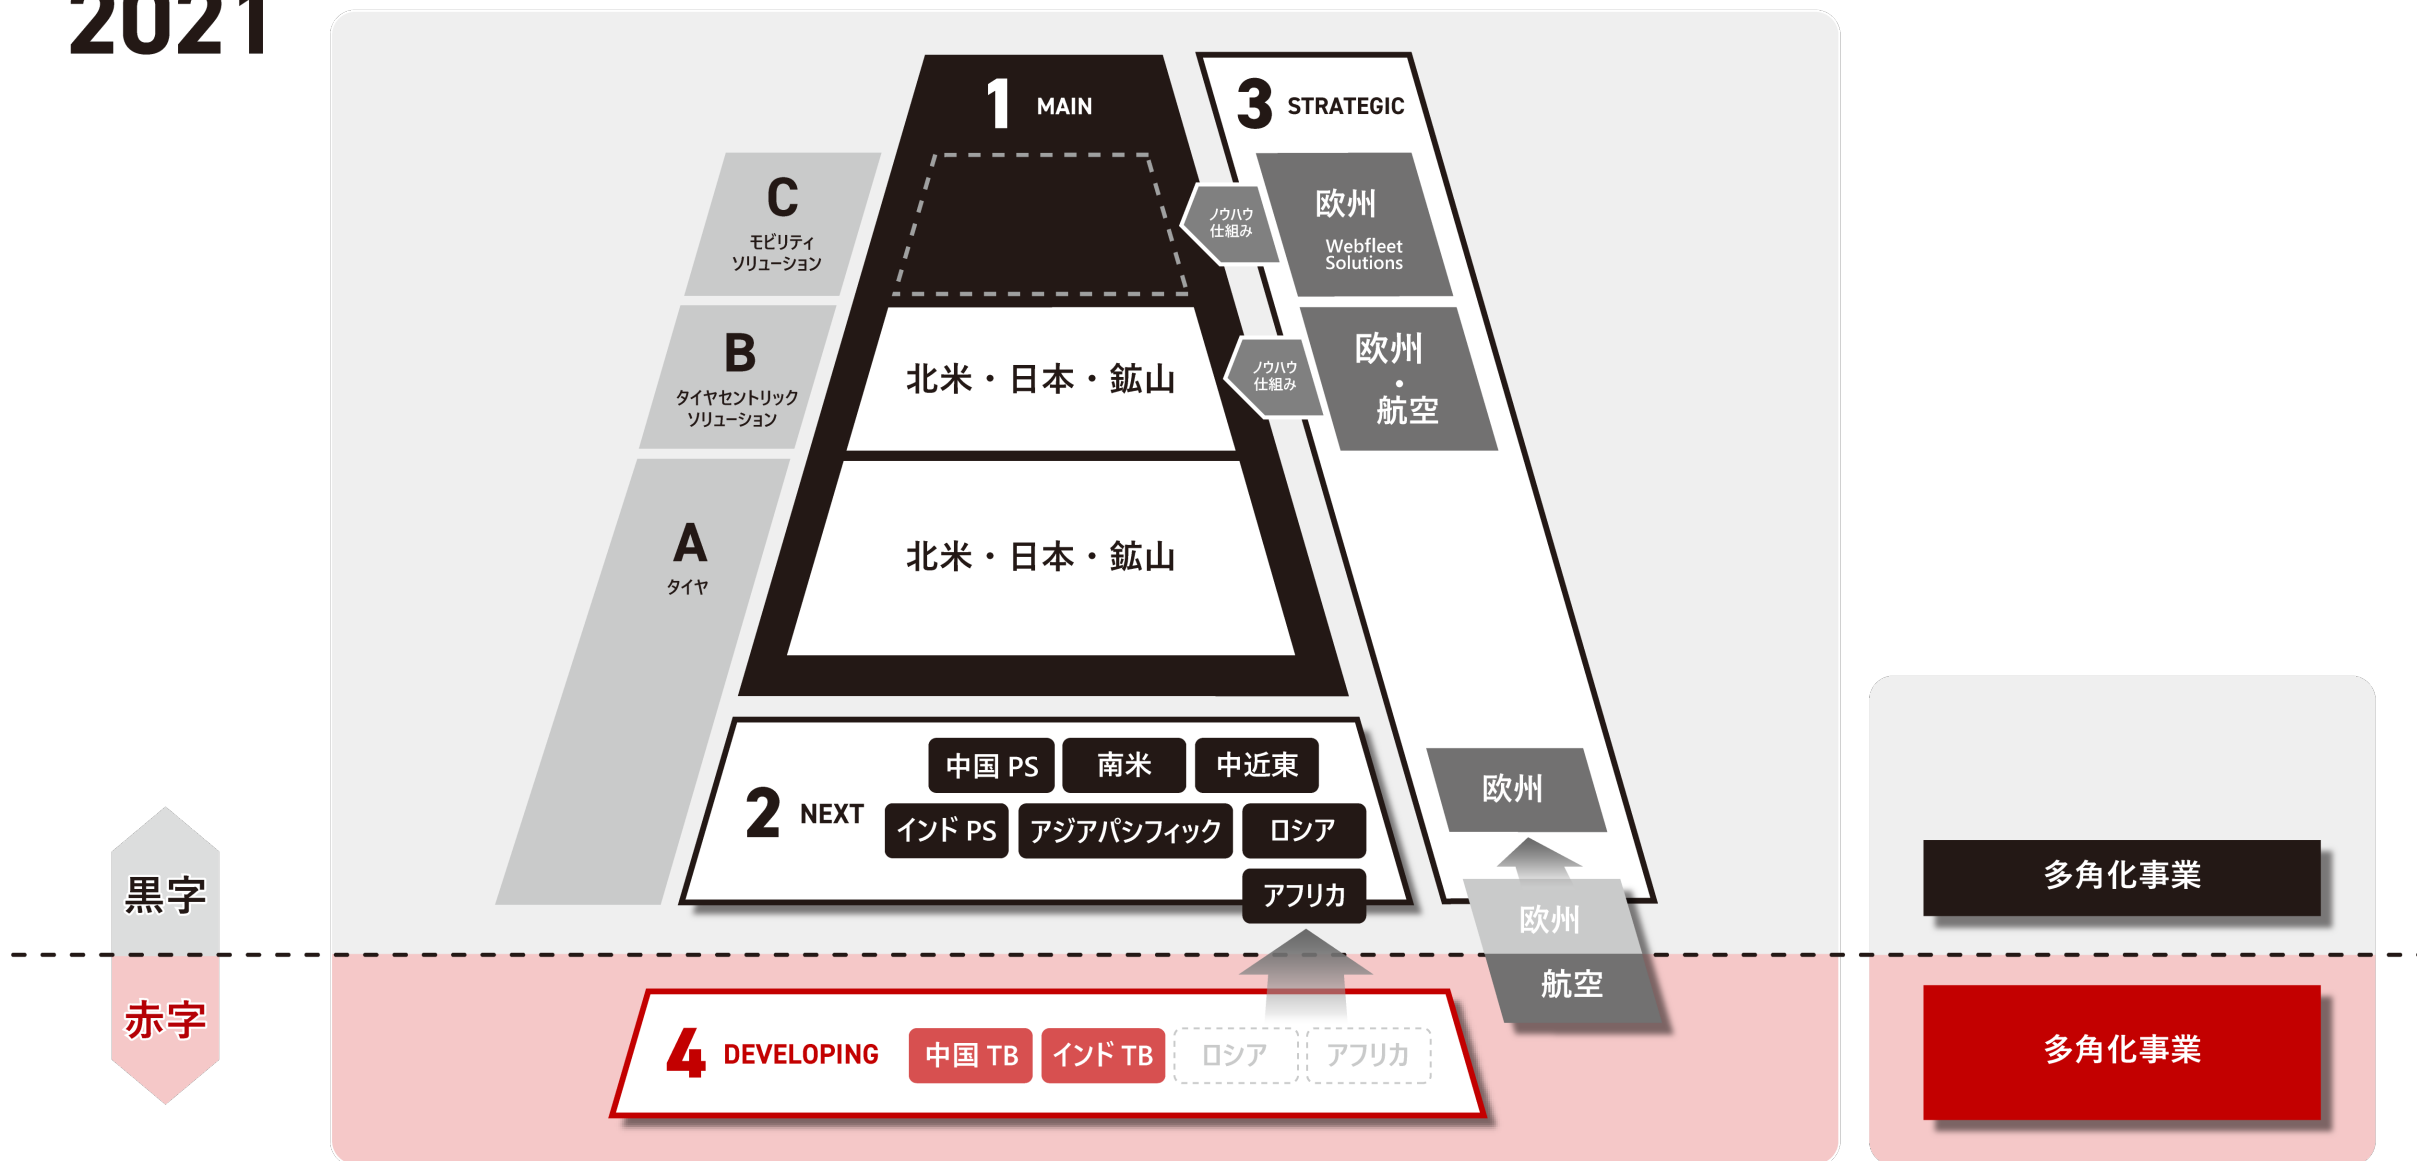 2021
1 MAIN
3 STRATEGIC
C
モビリティ
ソリューション
ノウハウ
仕組み
欧州
Webfleet
Solutions
B
タイヤセントリック
ソリューション
北米・日本・鉱山
ノウハウ
仕組み
欧州
・
航空
A
タイヤ
北米・日本・鉱山
2 NEXT
中国 PS
南米
中近東
インド PS
アジアパシフィック
ロシア
アフリカ
欧州
欧州
航空
黒字
赤字
4 DEVELOPING
中国 TB
インド TB
ロシア
アフリカ
多角化事業
多角化事業